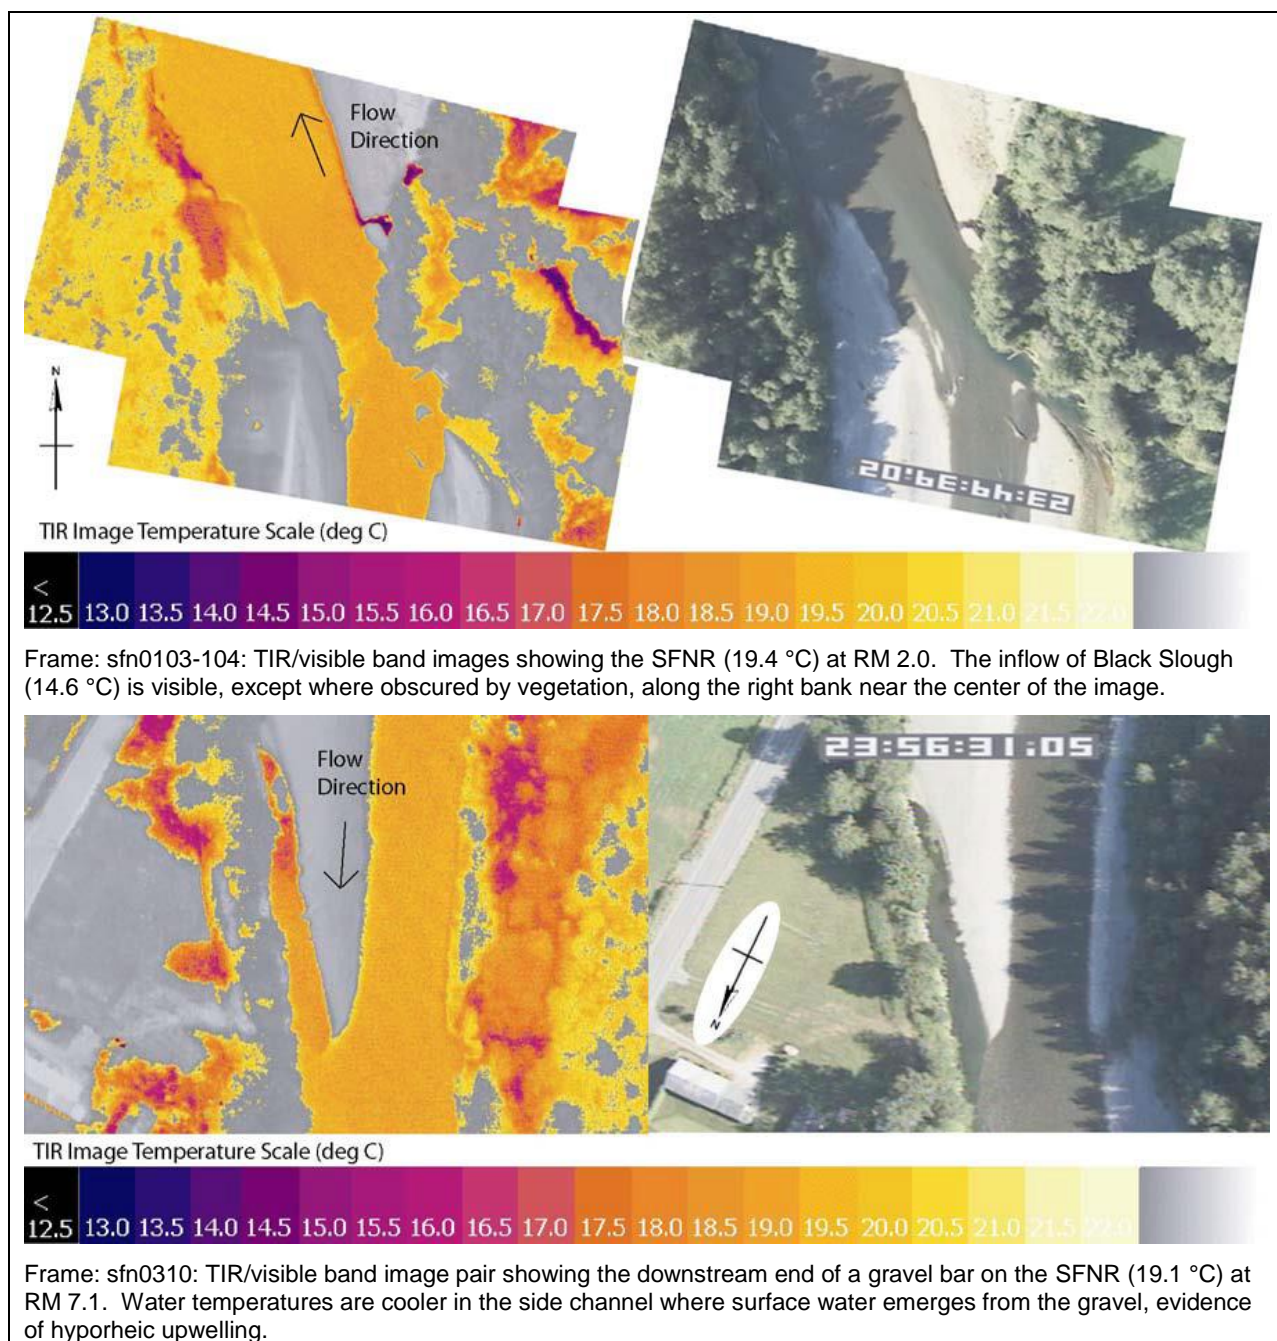 Flow
Direction
N
23:49:39.05
TIR Image Temperature Scale (deg C)
<
12.5 13.0 13.5 14.0 14.5 15.0 15.5 16.0 16.5 17.0 17.5 18.0 18.5 19.0 19.5 20.0 20.5 21.0 21.5 22.0
Frame: sfn0103-104: TIR/visible band images showing the SFNR (19.4 °C) at RM 2.0. The inflow of Black Slough
(14.6 °C) is visible, except where obscured by vegetation, along the right bank near the center of the image.
Flow
Direction
23:56:31.05
N
TIR Image Temperature Scale (deg C)
<
12.5 13.0 13.5 14.0 14.5 15.0 15.5 16.0 16.5 17.0 17.5 18.0 18.5 19.0 19.5 20.0 20.5 21.0 21.5 22.0
Frame: sfn0310: TIR/visible band image pair showing the downstream end of a gravel bar on the SFNR (19.1 °C) at
RM 7.1. Water temperatures are cooler in the side channel where surface water emerges from the gravel, evidence
of hyporheic upwelling.